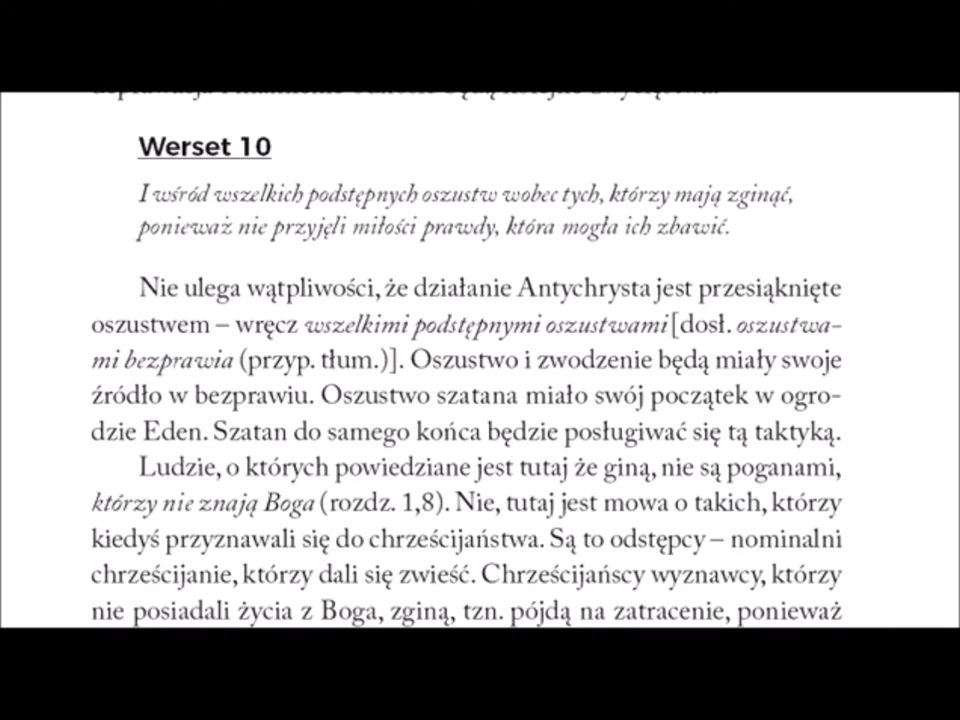 Werset 10
I wśród wszelkich podstępnych oszustw wobec tych, którzy mają zginąć,
ponieważ nie przyjęli miłości prawdy, która mogła ich zbawić.
Nie ulega wątpliwości, że działanie Antychrysta jest przesiąknięte
oszustwem – wręcz wszelkimi podstępnymi oszustwami [dosł. oszustwa-
mi bezprawia (przyp. tłum.)]. Oszustwo i zwodzenie będą miały swoje
źródło w bezprawiu. Oszustwo szatana miało swój początek w ogro-
dzie Eden. Szatan do samego końca będzie posługiwać się tą taktyką.
Ludzie, o których powiedziane jest tutaj że giną, nie są poganami,
którzy nie znają Boga (rozdz. 1,8). Nie, tutaj jest mowa o takich, którzy
kiedyś przyznawali się do chrześcijaństwa. Są to odstępcy – nominalni
chrześcijanie, którzy dali się zwieść. Chrześcijańscy wyznawcy, którzy
nie posiadali życia z Boga, zginą, tzn. pójdą na zatracenie, ponieważ